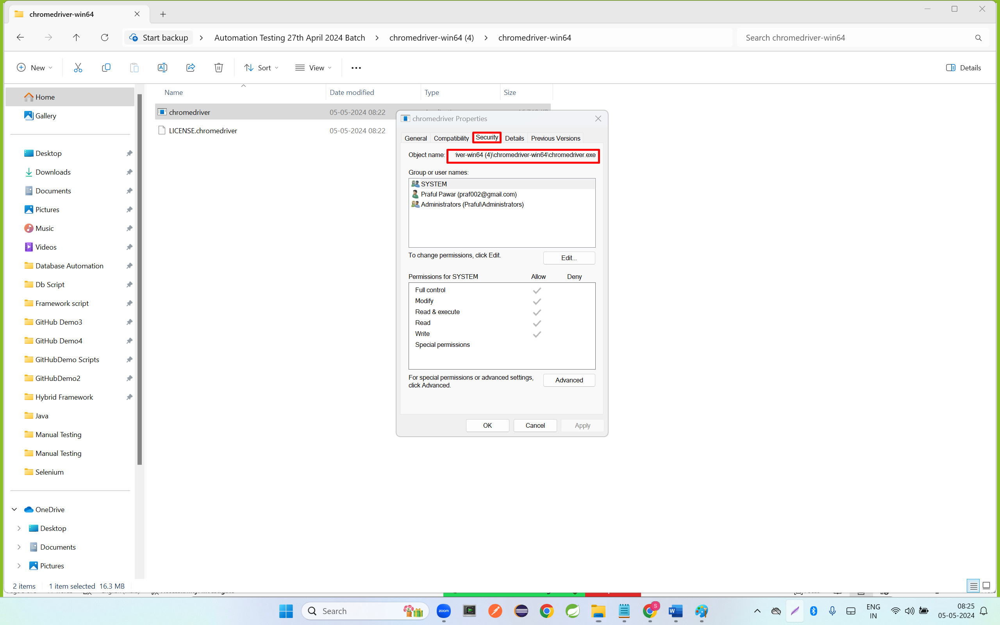 chromedriver-win64
Start backup > Automation Testing 27th April 2024 Batch > chromedriver-win64 (4) > chromedriver-win64
Search chromedriver-win64
New Sort View Details
Name Date modified Type Size
chromedriver 05-05-2024 08:22
LICENSE.chromedriver 05-05-2024 08:22
Home
Gallery
Desktop
Downloads
Documents
Pictures
Music
Videos
Database Automation
Db Script
Framework script
GitHub Demo3
GitHub Demo4
GitHubDemo Scripts
GitHubDemo2
Hybrid Framework
Java
Manual Testing
Manual Testing
Selenium
OneDrive
Desktop
Documents
Pictures
2 items 1 item selected 16.3 MB
chromedriver Properties
General Compatibility Security Details Previous Versions
Object name: iver-win64 (4)\chromedriver-win64\chromedriver.exe
Group or user names:
SYSTEM
Praful Pawar (praf002@gmail.com)
Administrators (Praful\Administrators)
To change permissions, click Edit.
Edit...
Permissions for SYSTEM Allow Deny
Full control
Modify
Read & execute
Read
Write
Special permissions
For special permissions or advanced settings,
click Advanced.
Advanced
OK Cancel Apply
Search
zoom
S
W
ENG
IN
08:25
05-05-2024